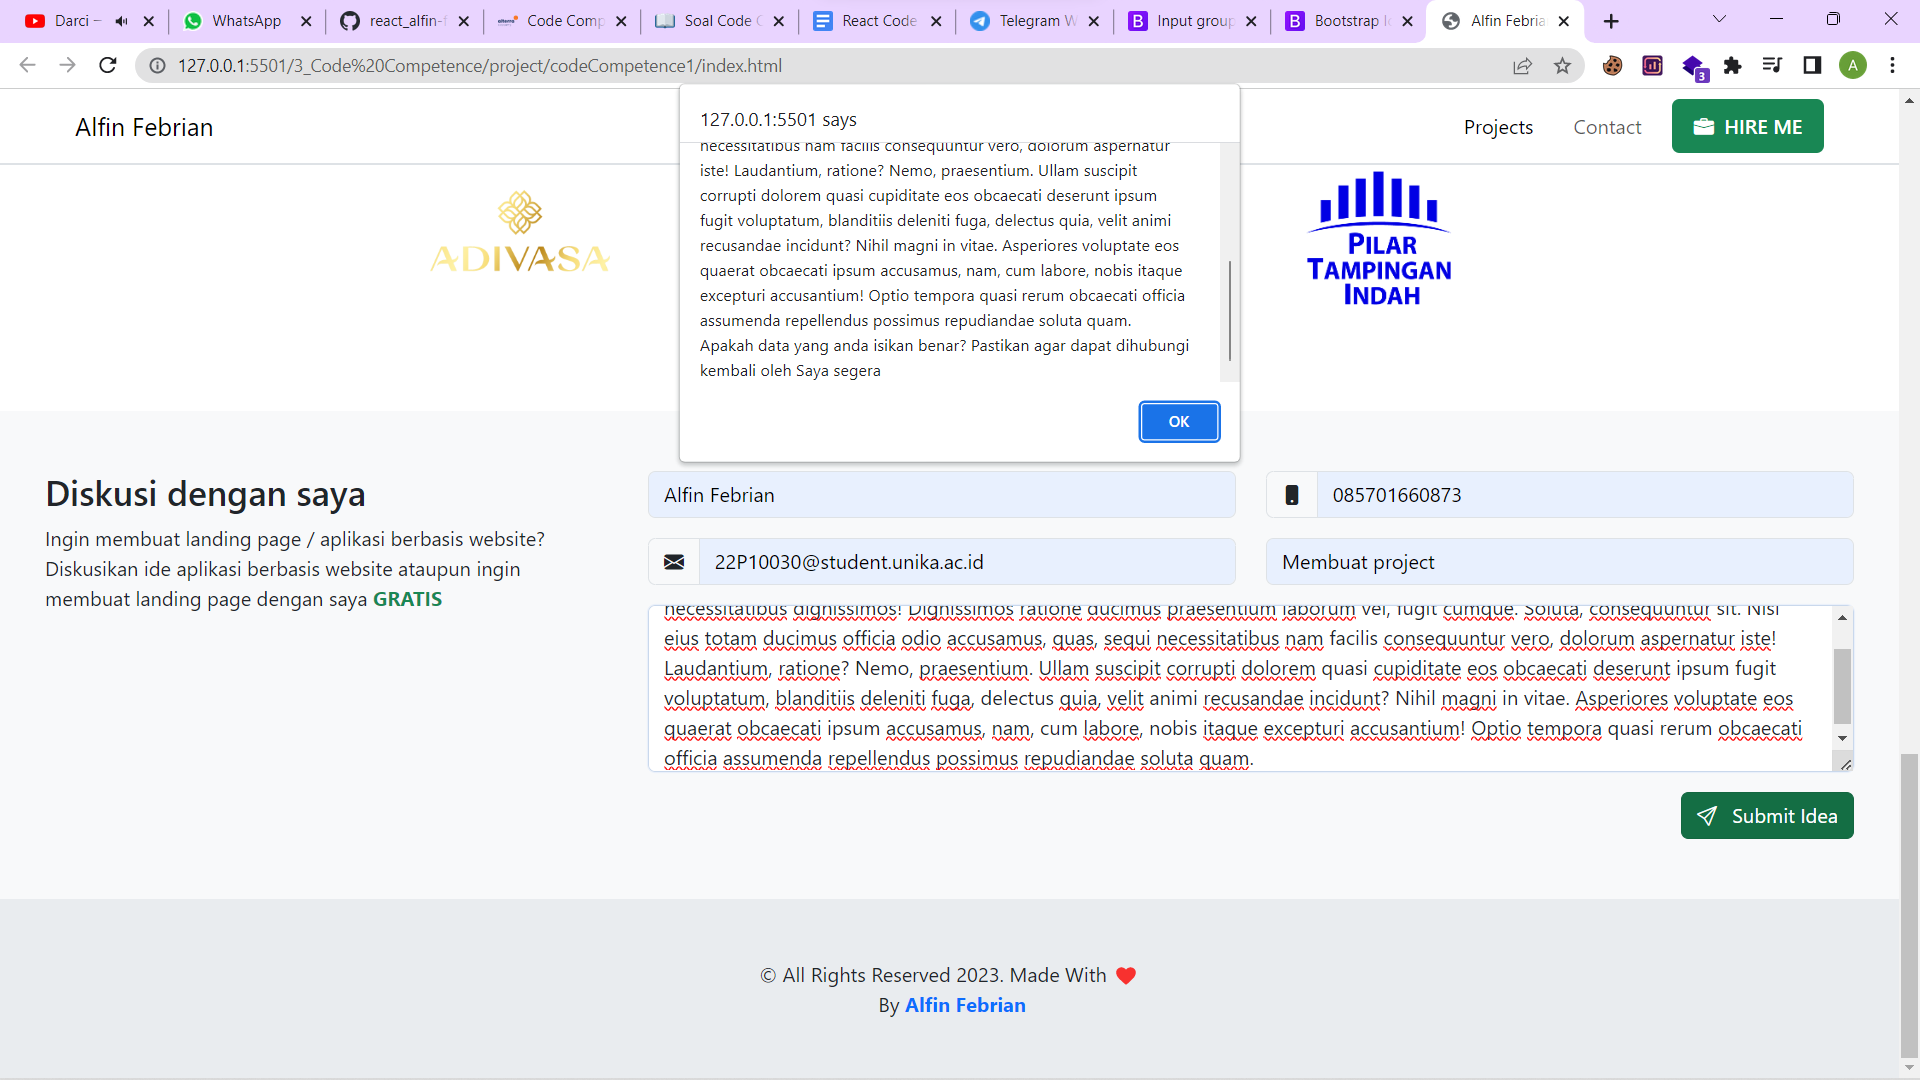 Darci –
WhatsApp
react_alfin-f
Code Comp
Soal Code C
React Code
Telegram W
Input group
Bootstrap Ic
Alfin Febria
127.0.0.1:5501/3_Code%20Competence/project/codeCompetence1/index.html
3
A
Alfin Febrian
Projects
Contact
HIRE ME
127.0.0.1:5501 says
necessitatibus nam facilis consequuntur vero, dolorum aspernatur
iste! Laudantium, ratione? Nemo, praesentium. Ullam suscipit
corrupti dolorem quasi cupiditate eos obcaecati deserunt ipsum
fugit voluptatum, blanditiis deleniti fuga, delectus quia, velit animi
recusandae incidunt? Nihil magni in vitae. Asperiores voluptate eos
quaerat obcaecati ipsum accusamus, nam, cum labore, nobis itaque
excepturi accusantium! Optio tempora quasi rerum obcaecati officia
assumenda repellendus possimus repudiandae soluta quam.
Apakah data yang anda isikan benar? Pastikan agar dapat dihubungi
kembali oleh Saya segera
OK
ADIVASA
PILAR
TAMPINGAN
INDAH
Diskusi dengan saya
Ingin membuat landing page / aplikasi berbasis website?
Diskusikan ide aplikasi berbasis website ataupun ingin
membuat landing page dengan saya GRATIS
Alfin Febrian
085701660873
22P10030@student.unika.ac.id
Membuat project
necessitatibus dignissimos! Dignissimos ratione ducimus praesentium laborum vel, fugit cumque. Soluta, consequuntur sit. Nisi
eius totam ducimus officia odio accusamus, quas, sequi necessitatibus nam facilis consequuntur vero, dolorum aspernatur iste!
Laudantium, ratione? Nemo, praesentium. Ullam suscipit corrupti dolorem quasi cupiditate eos obcaecati deserunt ipsum fugit
voluptatum, blanditiis deleniti fuga, delectus quia, velit animi recusandae incidunt? Nihil magni in vitae. Asperiores voluptate eos
quaerat obcaecati ipsum accusamus, nam, cum labore, nobis itaque excepturi accusantium! Optio tempora quasi rerum obcaecati
officia assumenda repellendus possimus repudiandae soluta quam.
Submit Idea
© All Rights Reserved 2023. Made With
By Alfin Febrian